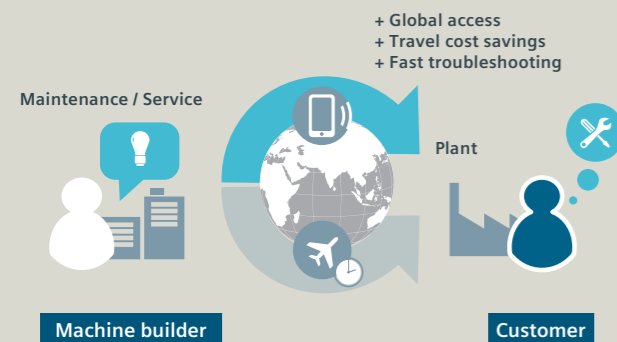 + Global access
+ Travel cost savings
+ Fast troubleshooting
Maintenance / Service
Plant
Machine builder
Customer